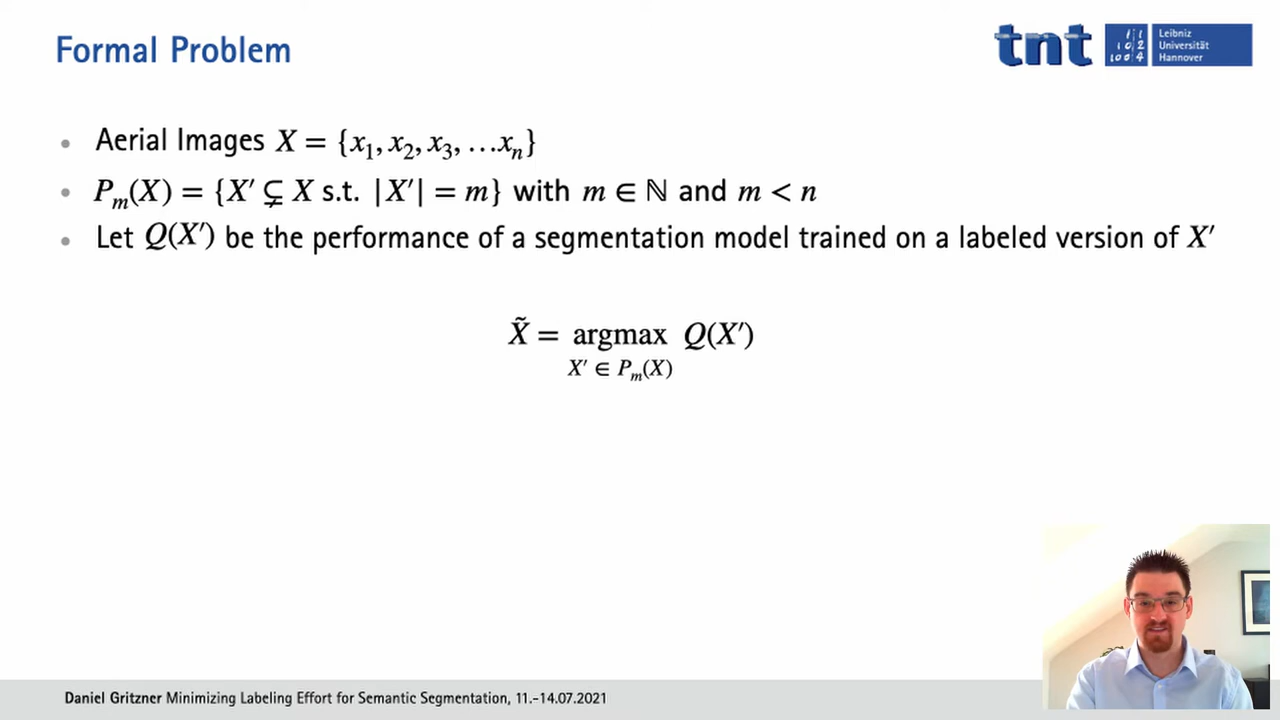 Formal Problem
tnt
Leibniz
Universität
Hannover
• Aerial Images X = {x₁, x₂, x₃, …xₙ}
• Pₘ(X) = {X′ ⊊ X s.t. |X′| = m} with m ∈ ℕ and m < n
• Let Q(X′) be the performance of a segmentation model trained on a labeled version of X′
X̃ = argmax Q(X′)
X′ ∈ Pₘ(X)
Daniel Gritzner Minimizing Labeling Effort for Semantic Segmentation, 11.-14.07.2021